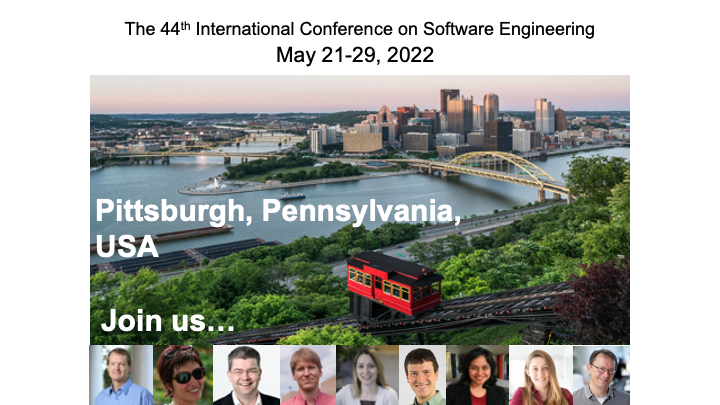 The 44th International Conference on Software Engineering
May 21-29, 2022
Pittsburgh, Pennsylvania,
USA
Join us…